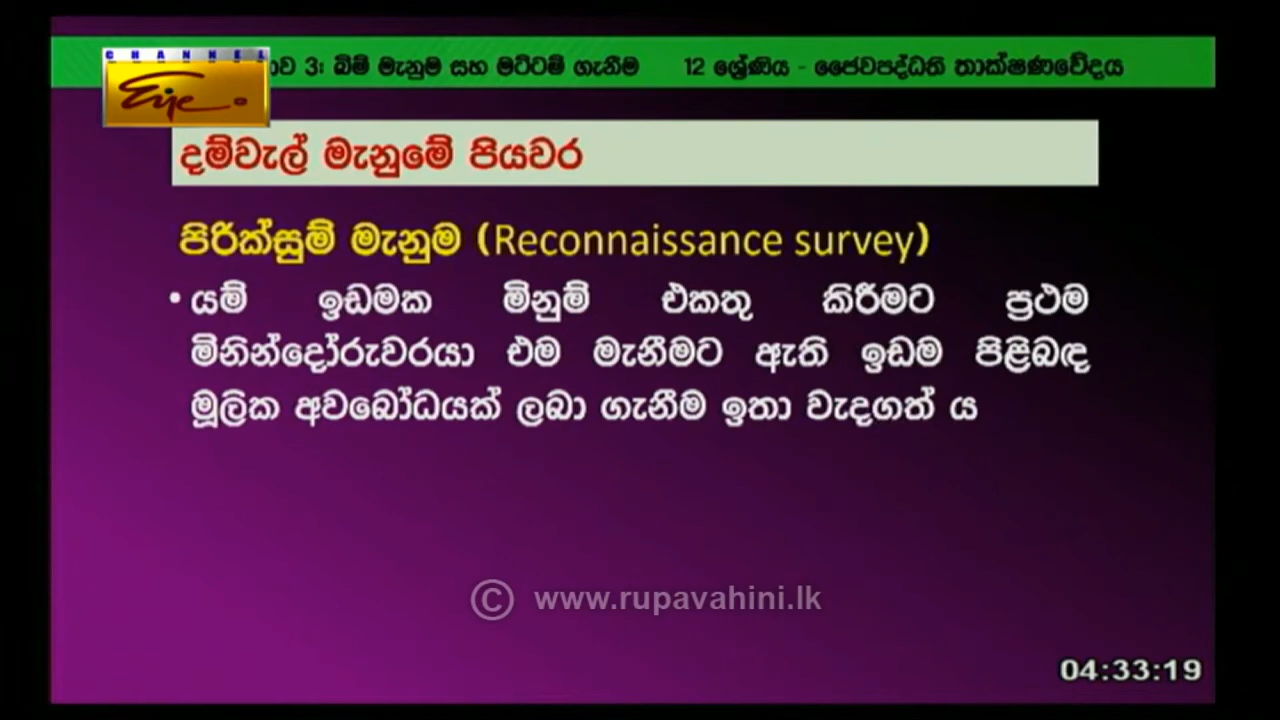 CHANNEL
Eye
3: බිම් මැනුම සහ මට්ටම් ගැනීම 12 ශ්‍රේණිය - ජෛවපද්ධති තාක්ෂණවේදය
දම්වැල් මැනුමේ පියවර
පිරික්සුම් මැනුම (Reconnaissance survey)
• යම් ඉඩමක මිනුම් එකතු කිරීමට ප්‍රථම
මිනින්දෝරුවරයා එම මැනීමට ඇති ඉඩම පිළිබඳ
මූලික අවබෝධයක් ලබා ගැනීම ඉතා වැදගත් ය
© www.rupavahini.lk
04:33:19